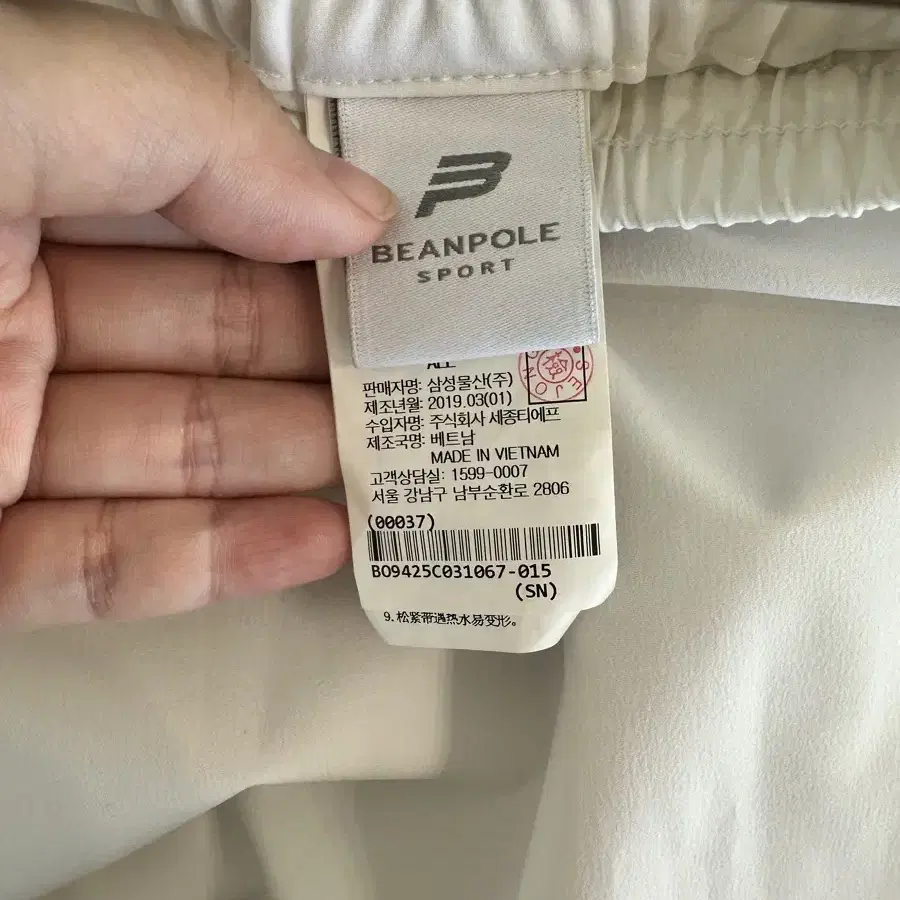 BEANPOLE
SPORT
판매자명: 삼성물산(주)
제조년월: 2019.03(01)
수입자명: 주식회사 세종티에프
제조국명: 베트남
MADE IN VIETNAM
고객상담실: 1599-0007
서울 강남구 남부순환로 2806
(00037)
BO9425C031067-015
(SN)
9.松紧带遇热水易变形。